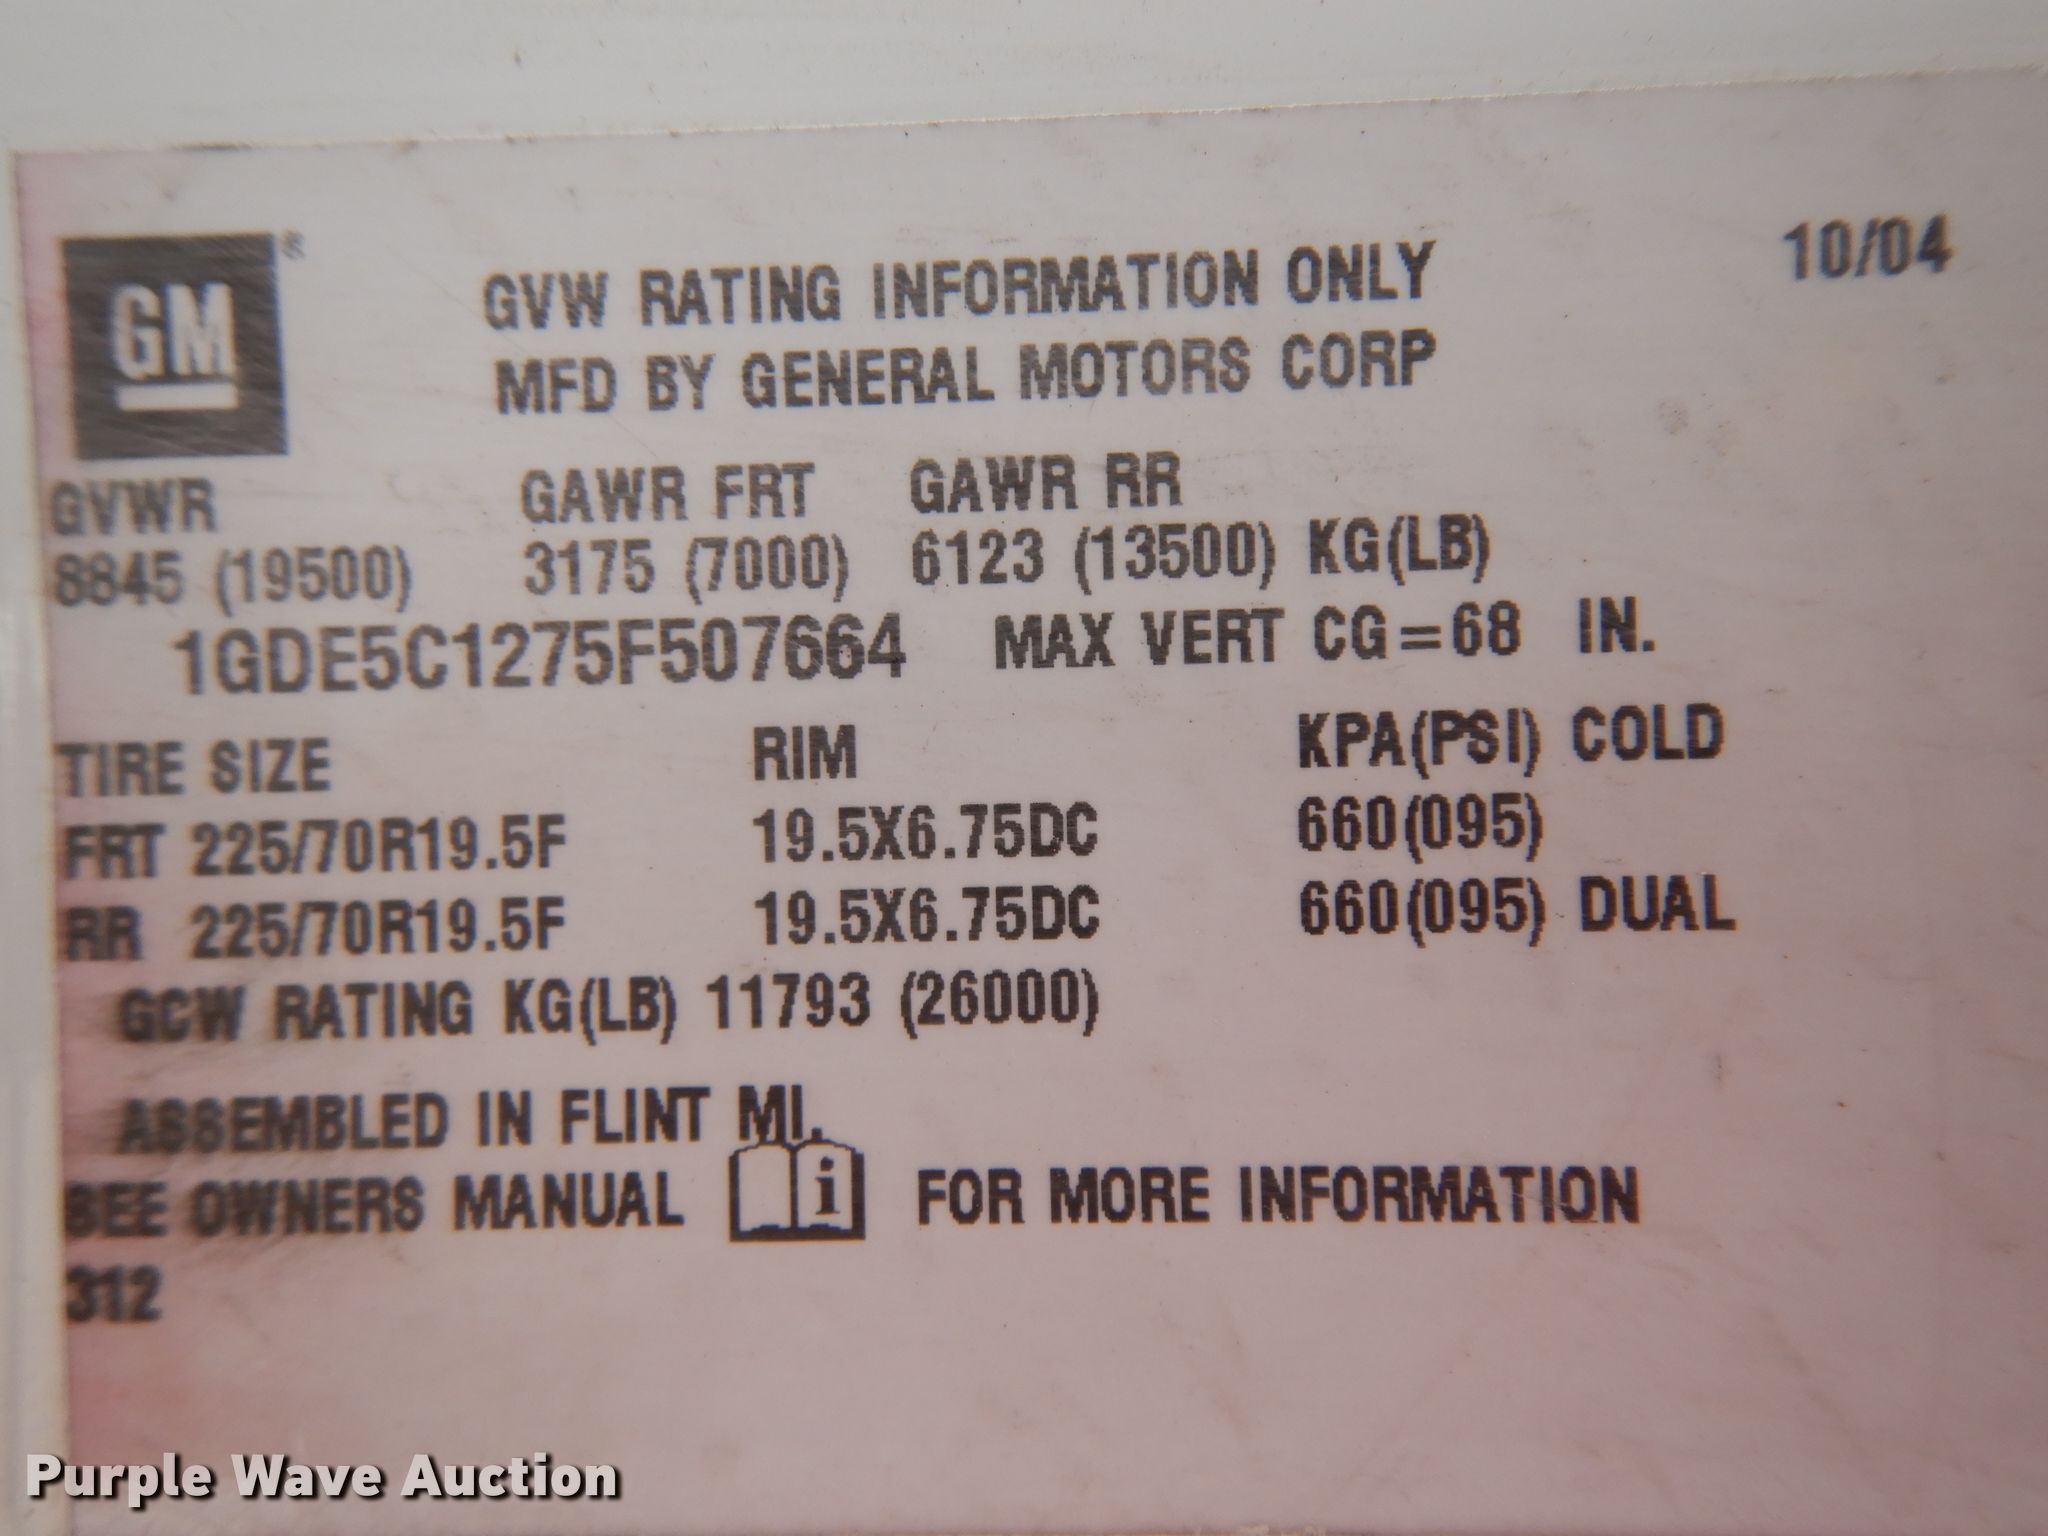 GM®
10/04
GVW RATING INFORMATION ONLY
MFD BY GENERAL MOTORS CORP
GVWR GAWR FRT GAWR RR
8845 (19500) 3175 (7000) 6123 (13500) KG(LB)
1GDE5C1275F507664 MAX VERT CG=68 IN.
TIRE SIZE RIM KPA(PSI) COLD
FRT 225/70R19.5F 19.5X6.75DC 660(095)
RR 225/70R19.5F 19.5X6.75DC 660(095) DUAL
GCW RATING KG(LB) 11793 (26000)
ASSEMBLED IN FLINT MI.
SEE OWNERS MANUAL i FOR MORE INFORMATION
312
Purple Wave Auction